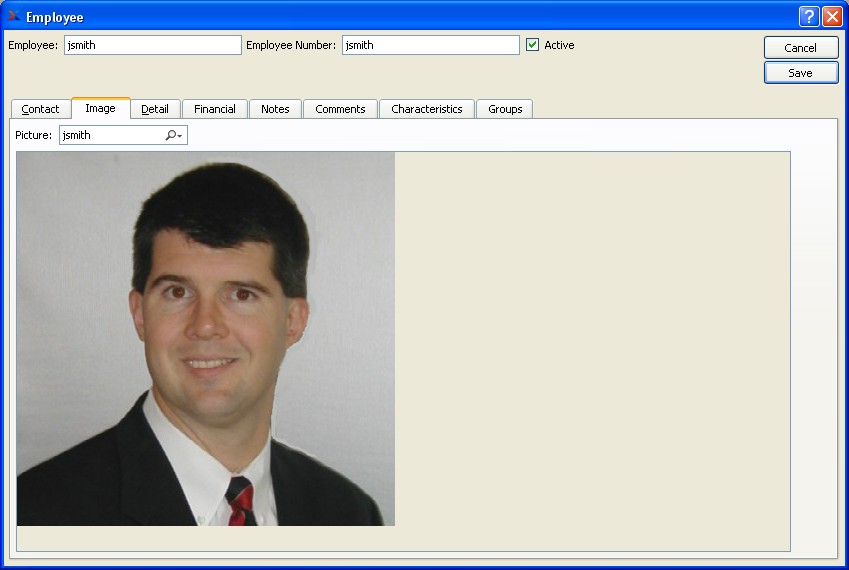 Employee
Employee: jsmith Employee Number: jsmith Active
Cancel
Save
Contact Image Detail Financial Notes Comments Characteristics Groups
Picture: jsmith